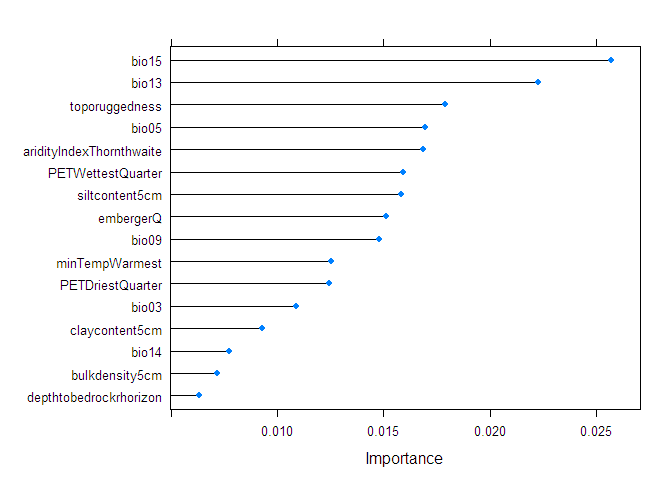 bio15
bio13
toporuggedness
bio05
aridityIndexThornthwaite
PETWettestQuarter
siltcontent5cm
embergerQ
bio09
minTempWarmest
PETDriestQuarter
bio03
claycontent5cm
bio14
bulkdensity5cm
depthtobedrockrhorizon
0.010 0.015 0.020 0.025
Importance